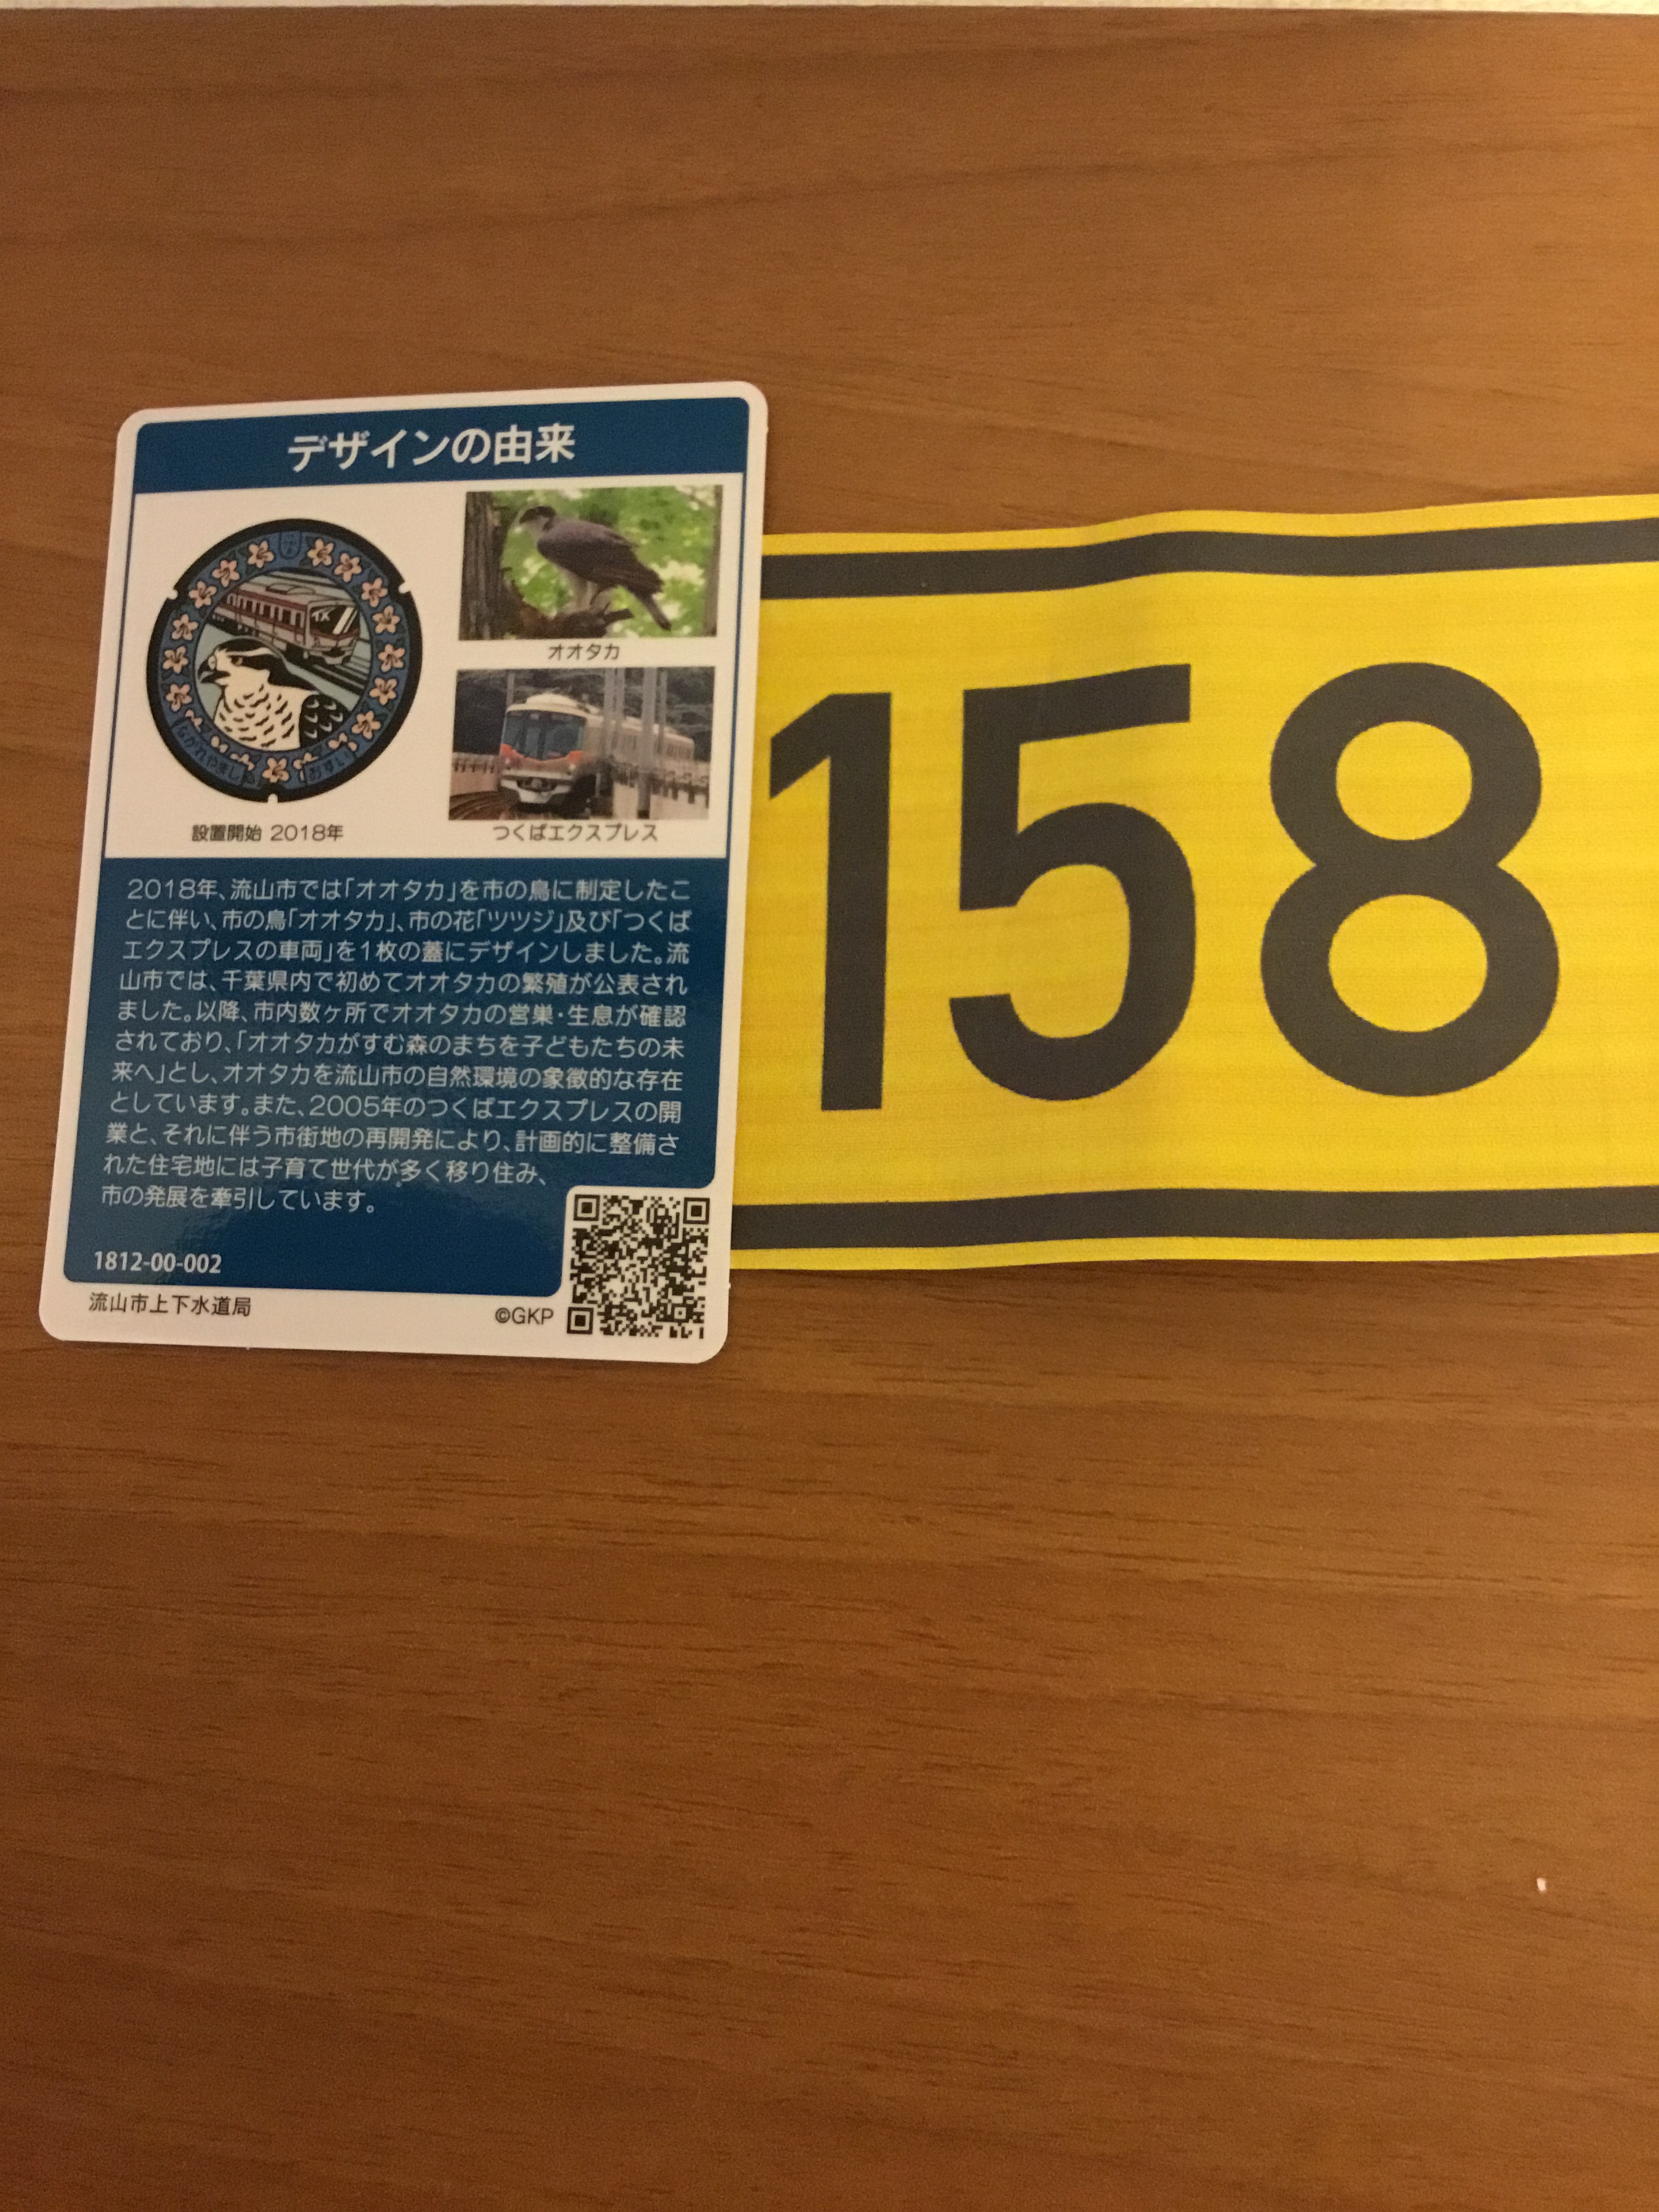 デザインの由来
TX
ながれやまし
おすい
オオタカ
設置開始 2018年
つくばエクスプレス
2018年、流山市では「オオタカ」を市の鳥に制定したこ
とに伴い、市の鳥「オオタカ」、市の花「ツツジ」及び「つくば
エクスプレスの車両」を1枚の蓋にデザインしました。流
山市では、千葉県内で初めてオオタカの繁殖が公表され
ました。以降、市内数ヶ所でオオタカの営巣・生息が確認
されており、「オオタカがすむ森のまちを子どもたちの未
来へ」とし、オオタカを流山市の自然環境の象徴的な存在
としています。また、2005年のつくばエクスプレスの開
業と、それに伴う市街地の再開発により、計画的に整備さ
れた住宅地には子育て世代が多く移り住み、
市の発展を牽引しています。
1812-00-002
流山市上下水道局
©GKP
158